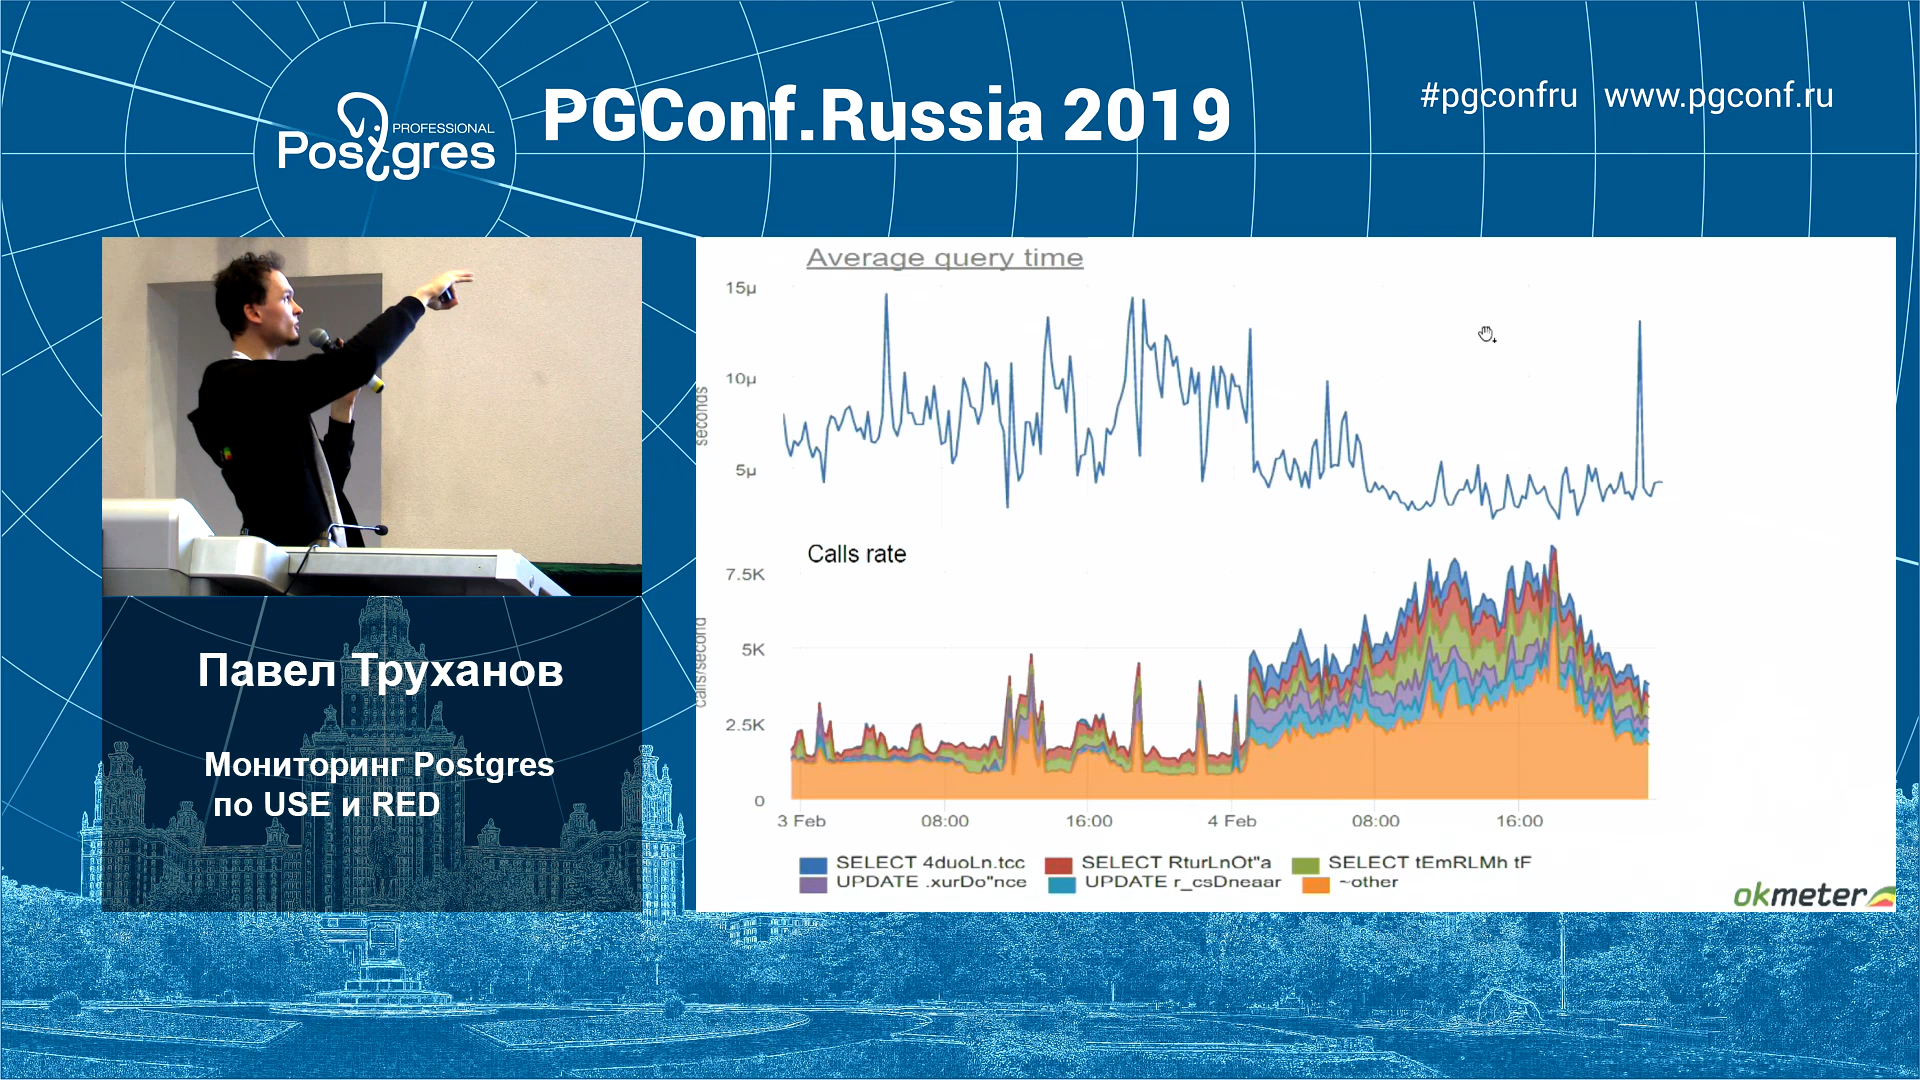 PROFESSIONAL
Postgres
PGConf.Russia 2019
#pgconfru www.pgconf.ru
Average query time
15µ
10µ
5µ
seconds
Calls rate
7.5K
5K
2.5K
0
calls/second
3 Feb 08:00 16:00 4 Feb 08:00 16:00
SELECT 4duoLn.tcc SELECT RturLnOt"a SELECT tEmRLMh tF
UPDATE .xurDo"nce UPDATE r_csDneaar ~other
okmeter
Павел Труханов
Мониторинг Postgres
по USE и RED